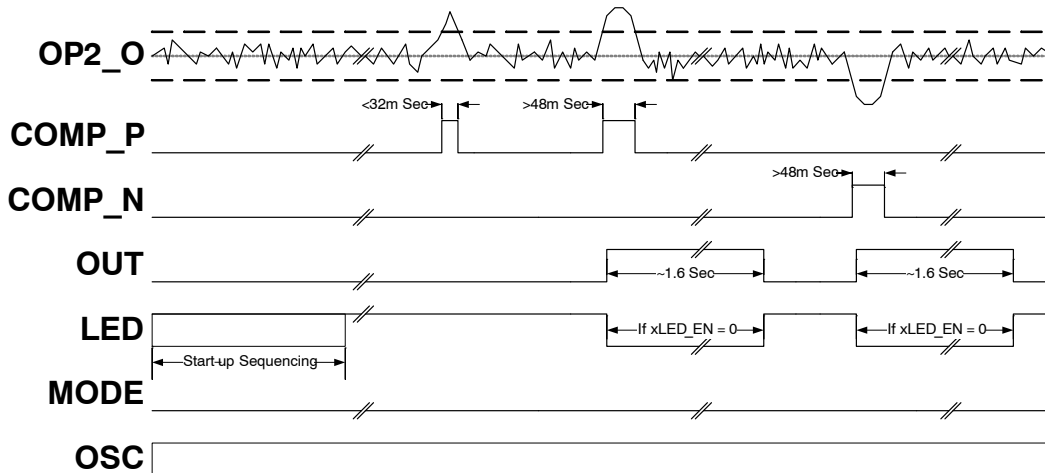 OP2_O
<32m Sec
>48m Sec
COMP_P
>48m Sec
COMP_N
OUT
~1.6 Sec
~1.6 Sec
LED
If xLED_EN = 0
If xLED_EN = 0
Start-up Sequencing
MODE
OSC